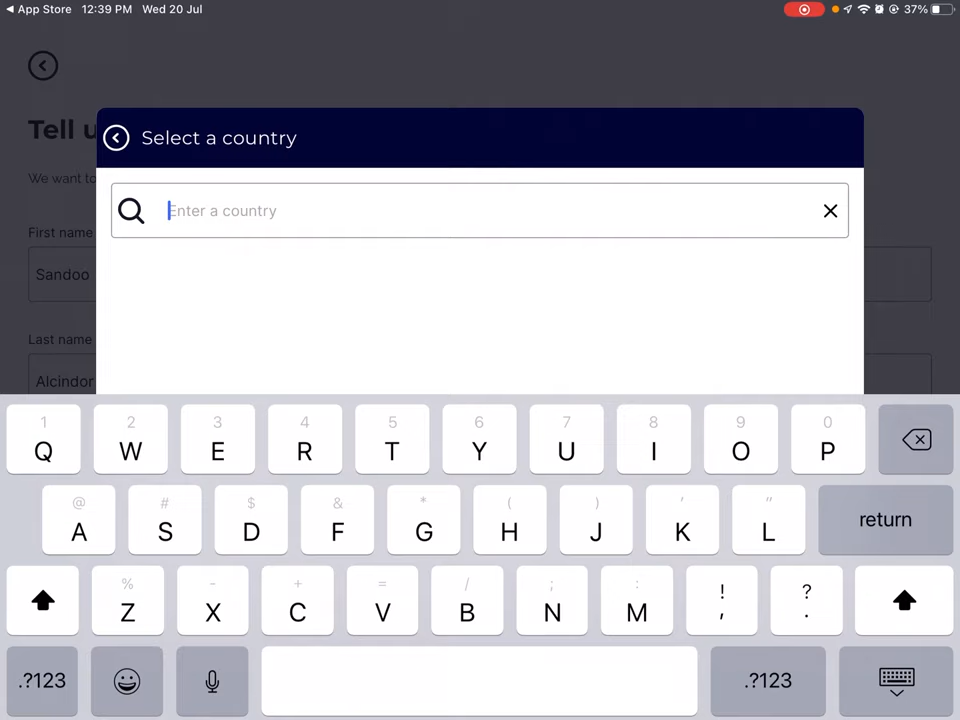 App Store 12:39 PM Wed 20 Jul 37%
Tell u
Select a country
We want to
Enter a country
First name
Sandoo
Last name
Alcindor
1 2 3 4 5 6 7 8 9 0
Q W E R T Y U I O P
@ # $ & * ( ) ' "
A S D F G H J K L return
% - + = / ; : ! ?
Z X C V B N M , .
.?123 .?123